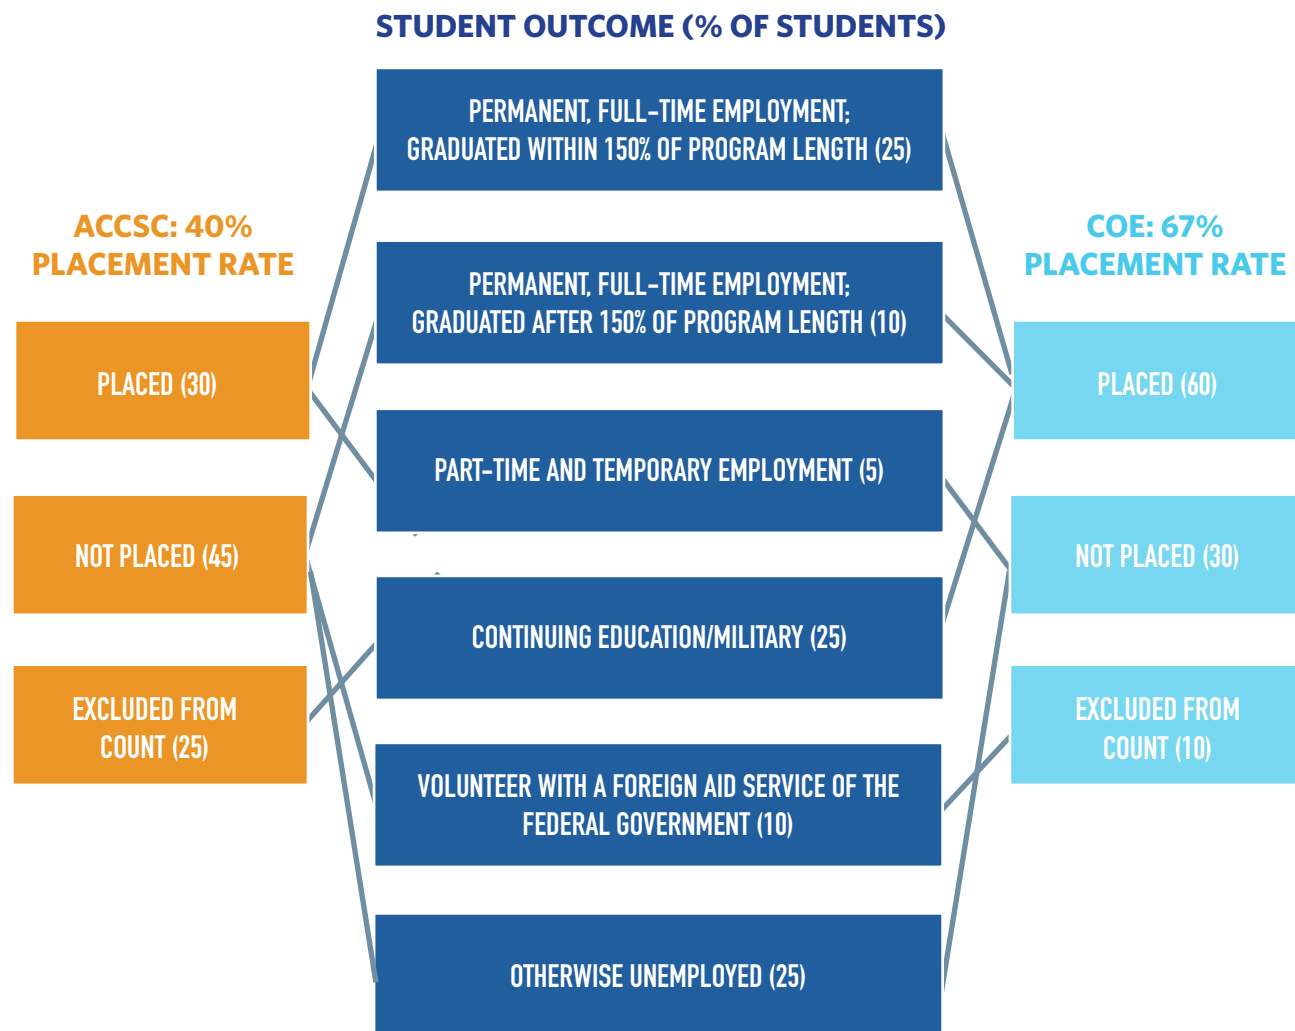 STUDENT OUTCOME (% OF STUDENTS)
PERMANENT, FULL-TIME EMPLOYMENT;
GRADUATED WITHIN 150% OF PROGRAM LENGTH (25)
ACCSC: 40%
PLACEMENT RATE
COE: 67%
PLACEMENT RATE
PERMANENT, FULL-TIME EMPLOYMENT;
GRADUATED AFTER 150% OF PROGRAM LENGTH (10)
PLACED (30)
PLACED (60)
PART-TIME AND TEMPORARY EMPLOYMENT (5)
NOT PLACED (45)
NOT PLACED (30)
CONTINUING EDUCATION/MILITARY (25)
EXCLUDED FROM
COUNT (25)
EXCLUDED FROM
COUNT (10)
VOLUNTEER WITH A FOREIGN AID SERVICE OF THE
FEDERAL GOVERNMENT (10)
OTHERWISE UNEMPLOYED (25)